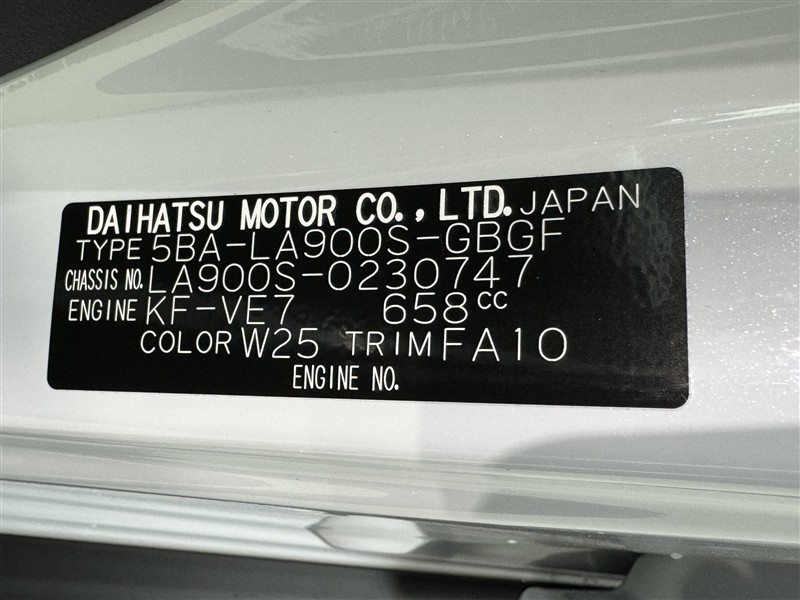 DAIHATSU MOTOR CO., LTD. JAPAN
TYPE 5BA-LA900S-GBGF
CHASSIS NO. LA900S-0230747
ENGINE KF-VE7 658cc
COLOR W25 TRIM FA10
ENGINE NO.